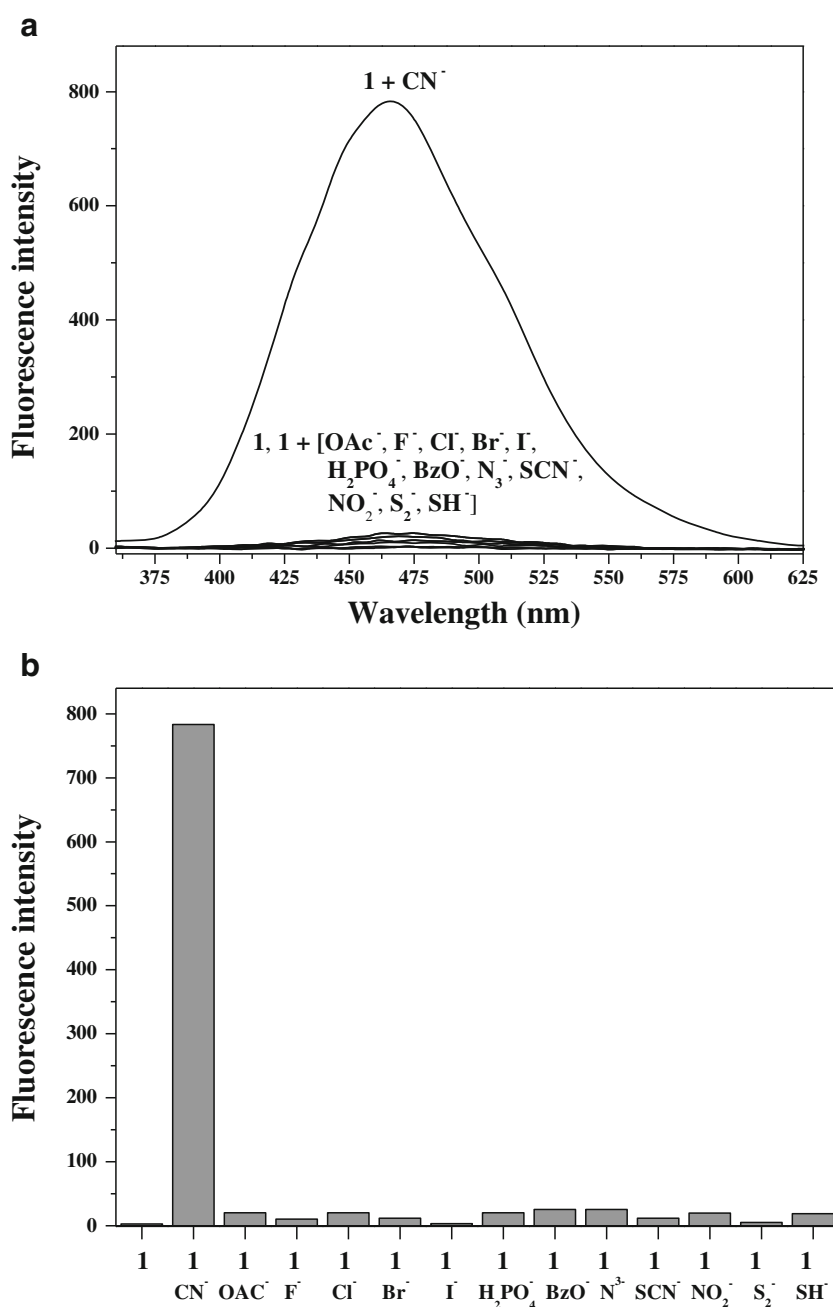 a
800
600
400
200
0
Fluorescence intensity
1 + CN⁻
1, 1 + [OAc⁻, F⁻, Cl⁻, Br⁻, I⁻,
H₂PO₄⁻, BzO⁻, N₃⁻, SCN⁻,
NO₂⁻, S₂⁻, SH⁻]
375 400 425 450 475 500 525 550 575 600 625
Wavelength (nm)
b
800
700
600
500
400
300
200
100
0
Fluorescence intensity
1 1 1 1 1 1 1 1 1 1 1 1 1 1
CN⁻ OAC⁻ F⁻ Cl⁻ Br⁻ I⁻ H₂PO₄⁻ BzO⁻ N³⁻ SCN⁻ NO₂⁻ S₂⁻ SH⁻